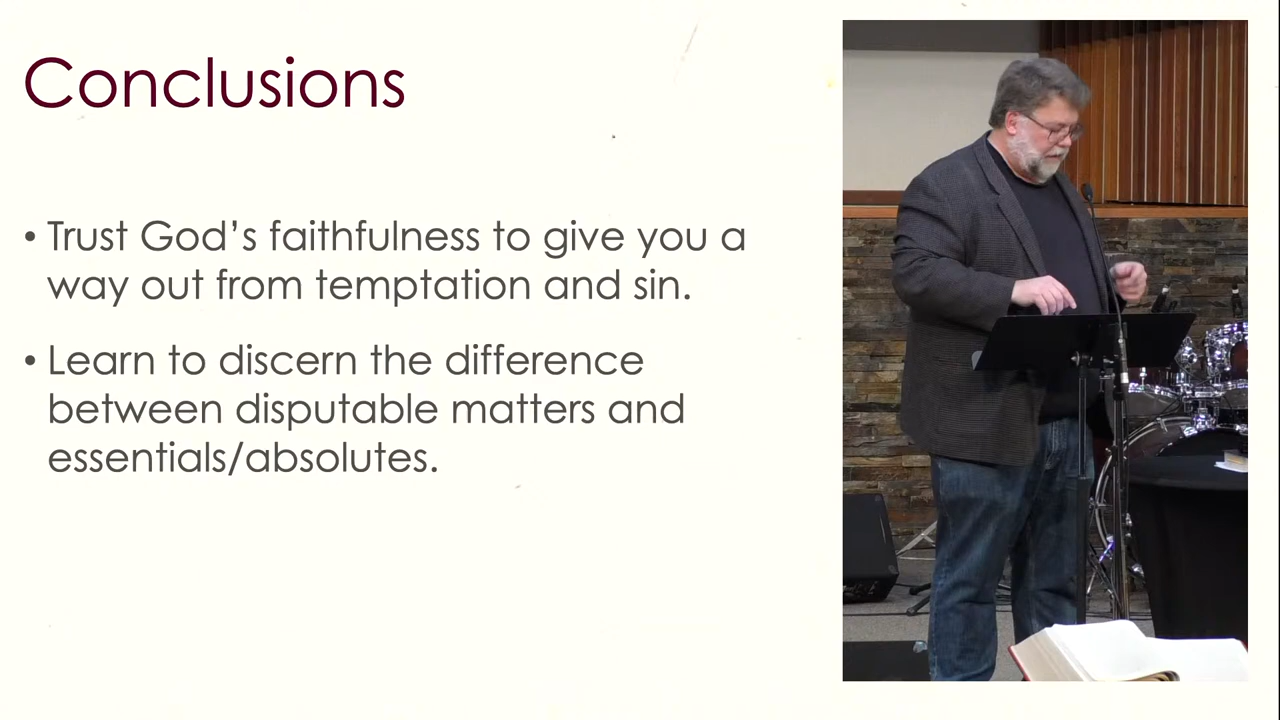 Conclusions
• Trust God’s faithfulness to give you a
way out from temptation and sin.
• Learn to discern the difference
between disputable matters and
essentials/absolutes.